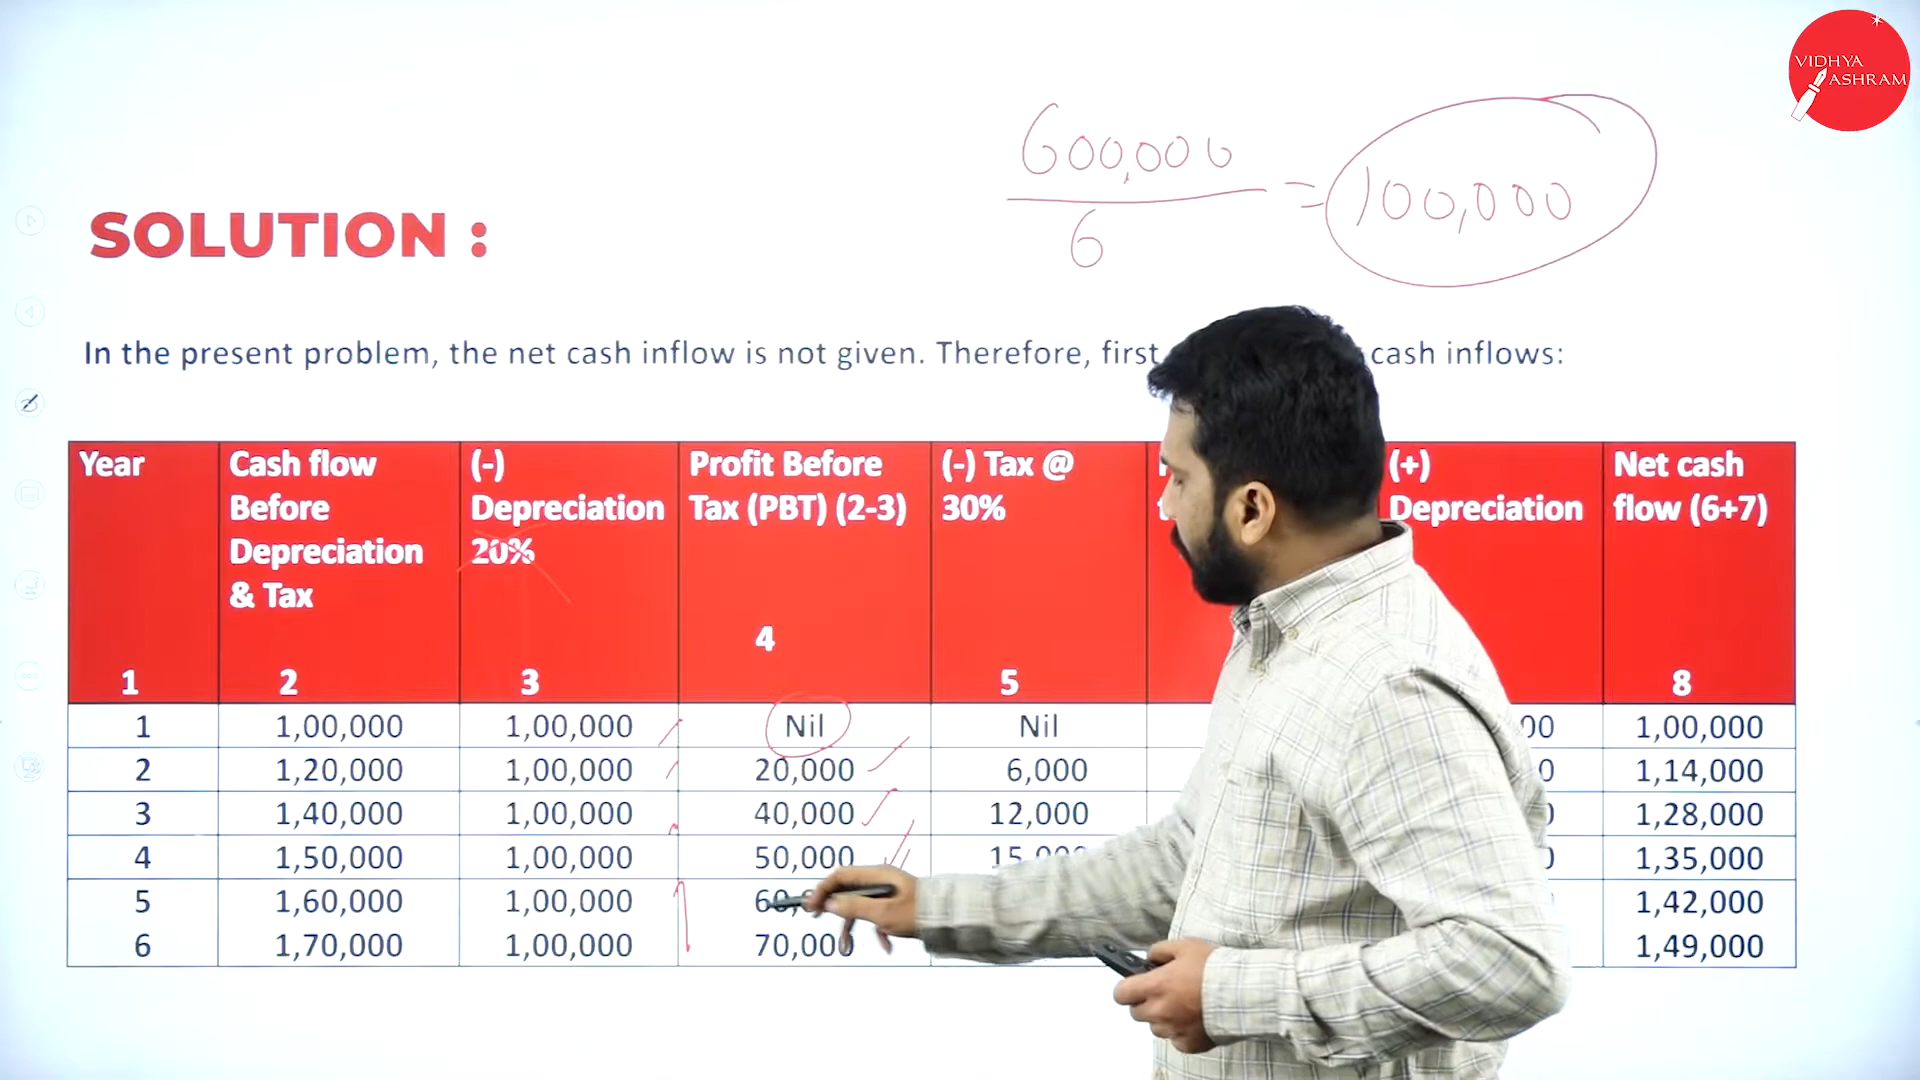 VIDHYA
ASHRAM
600,000
6
= 100,000
SOLUTION :
In the present problem, the net cash inflow is not given. Therefore, first cash inflows:
Year
1
Cash flow
Before
Depreciation
& Tax
2
(-)
Depreciation
20%
3
Profit Before
Tax (PBT) (2-3)
4
(-) Tax @
30%
5
(+)
Depreciation
Net cash
flow (6+7)
8
1 1,00,000 1,00,000 Nil Nil 1,00,000
2 1,20,000 1,00,000 20,000 6,000 1,14,000
3 1,40,000 1,00,000 40,000 12,000 1,28,000
4 1,50,000 1,00,000 50,000 1,35,000
5 1,60,000 1,00,000 1,42,000
6 1,70,000 1,00,000 70,000 1,49,000